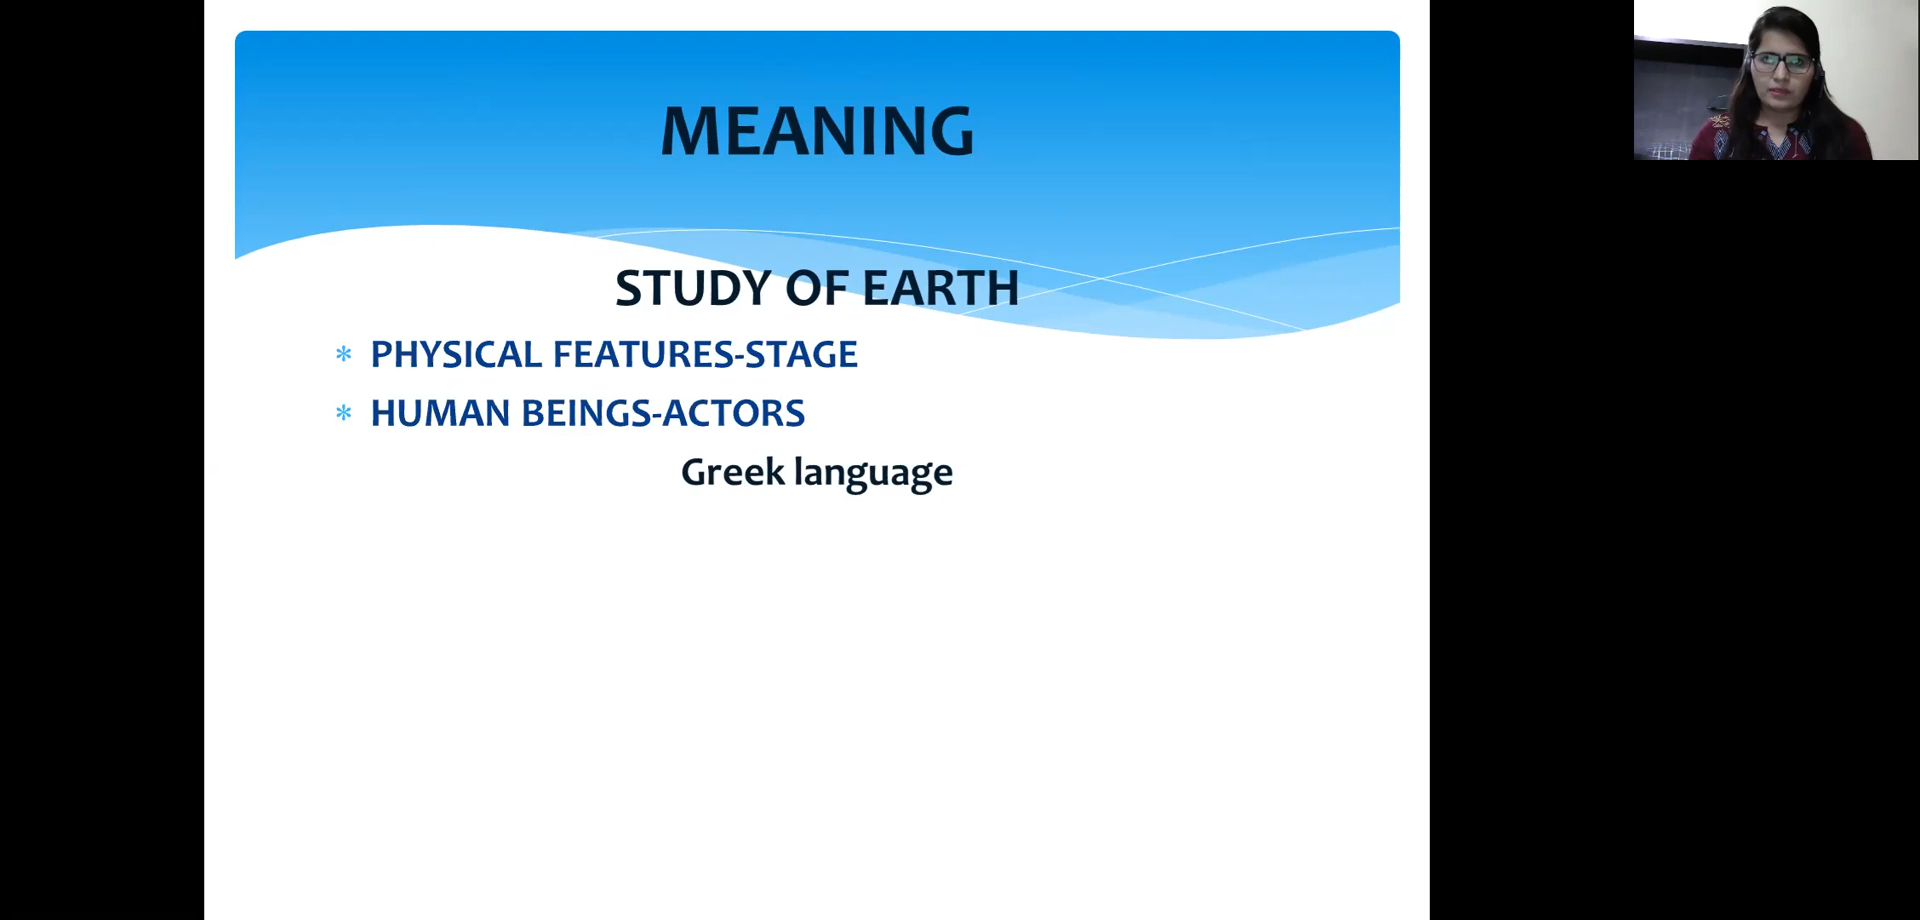 MEANING
STUDY OF EARTH
* PHYSICAL FEATURES-STAGE
* HUMAN BEINGS-ACTORS
Greek language